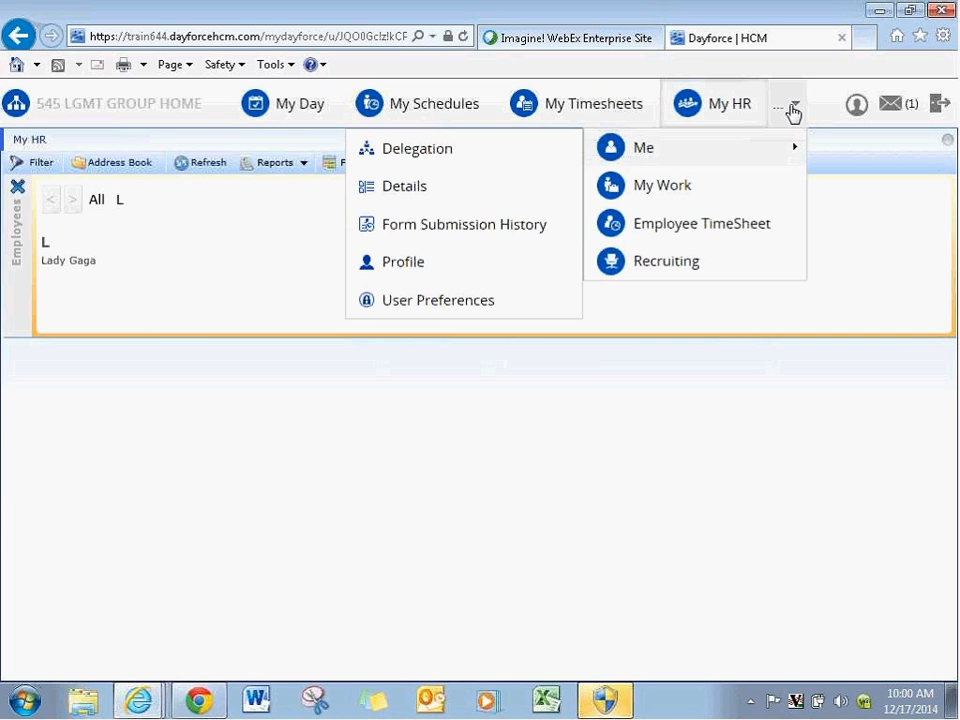 https://train644.dayforcehcm.com/mydayforce/u/
Imagine! WebEx Enterprise Site
Dayforce | HCM
Page
Safety
Tools
545 LGMT GROUP HOME
My Day
My Schedules
My Timesheets
My HR
...
(1)
My HR
Filter
Address Book
Refresh
Reports
Delegation
Details
Form Submission History
Profile
User Preferences
Me
My Work
Employee TimeSheet
Recruiting
Employees
< > All L
L
Lady Gaga
10:00 AM
12/17/2014